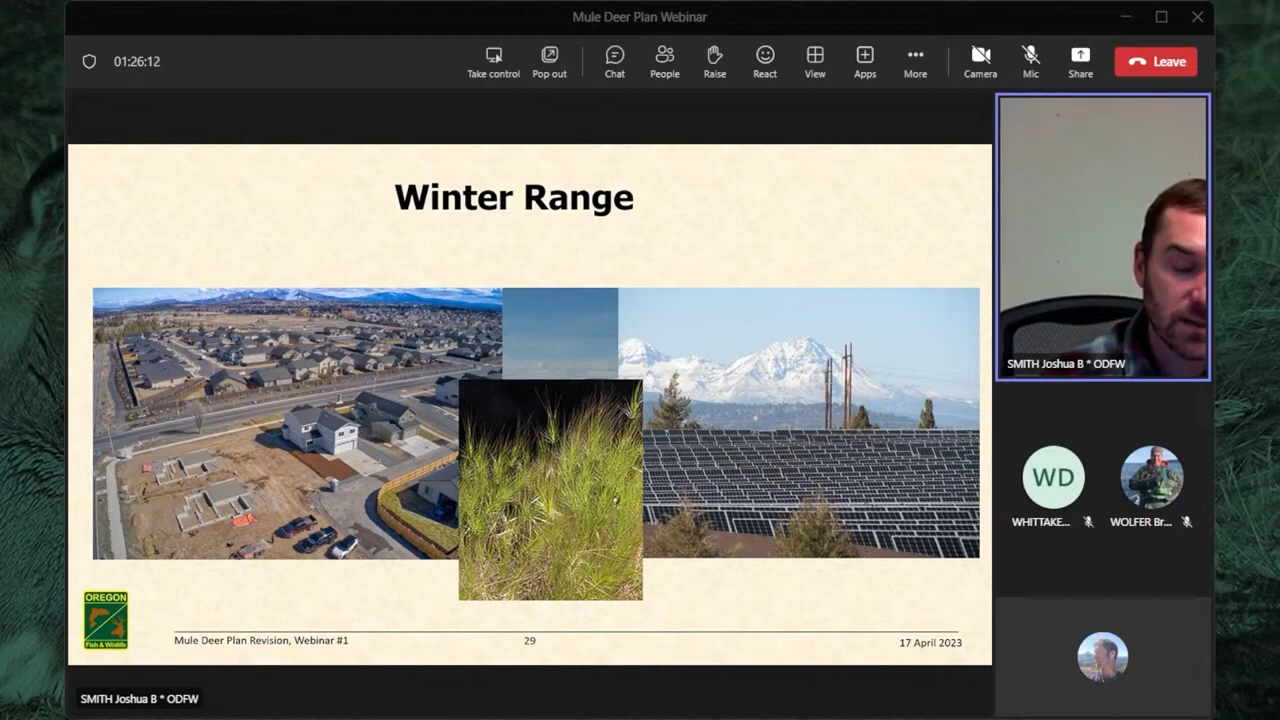 Mule Deer Plan Webinar
01:26:12
Take control
Pop out
Chat
People
Raise
React
View
Apps
More
Camera
Mic
Share
Leave
Winter Range
SMITH Joshua B * ODFW
WD
WHITTAKE...
WOLFER Br...
OREGON
Fish & Wildlife
Mule Deer Plan Revision, Webinar #1
29
17 April 2023
SMITH Joshua B * ODFW